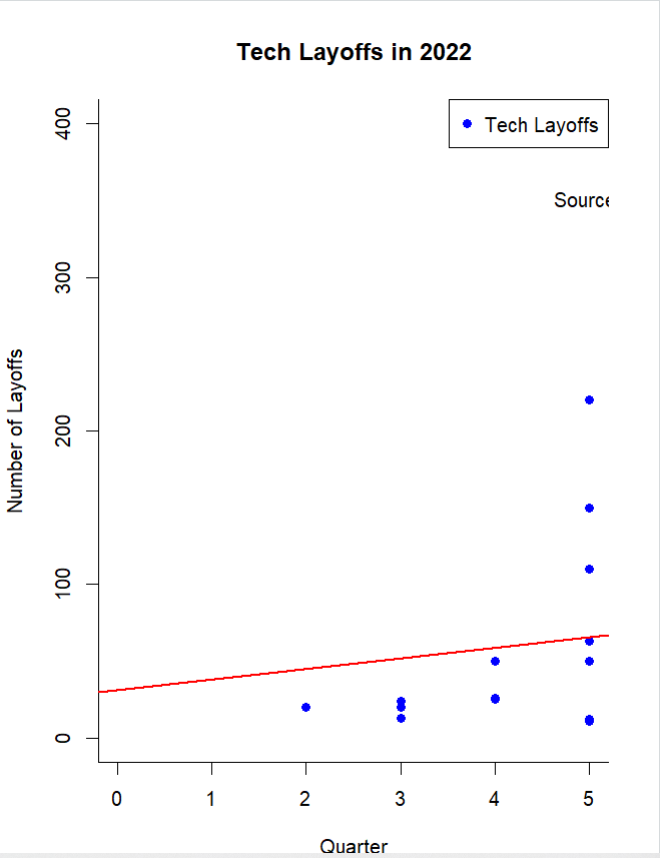 Tech Layoffs in 2022
Tech Layoffs
Source
400
300
200
100
0
Number of Layoffs
0 1 2 3 4 5
Quarter